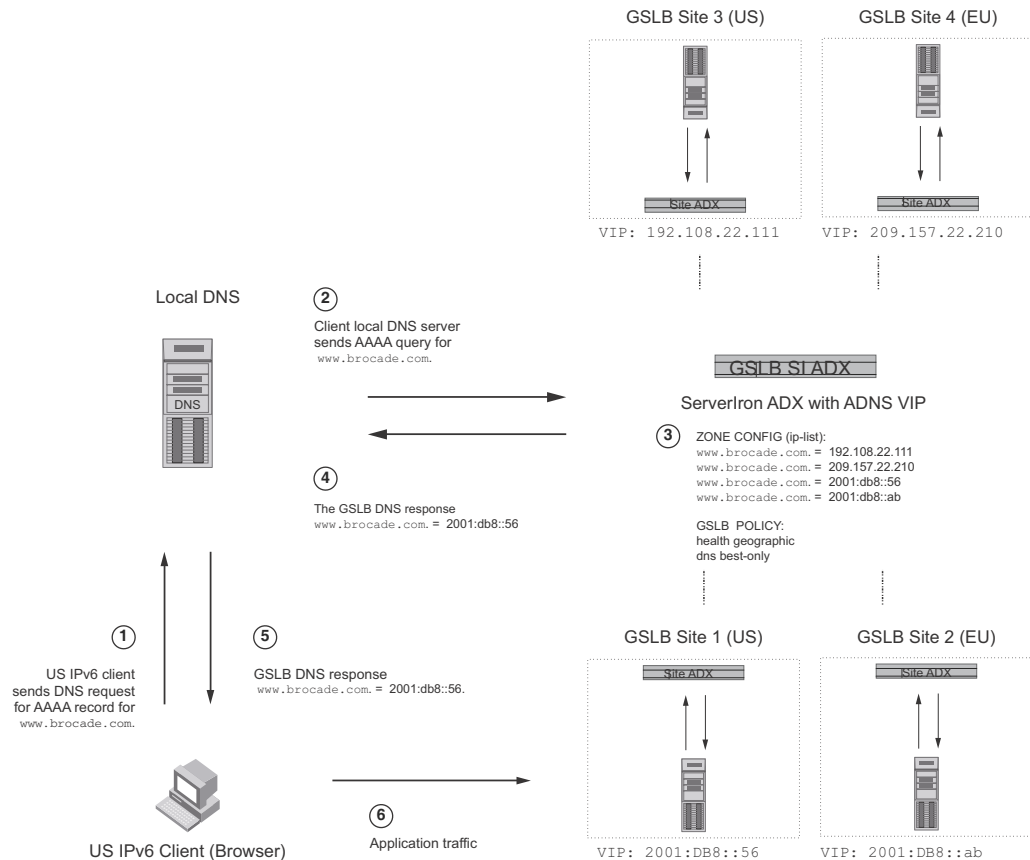 GSLB Site 3 (US)
GSLB Site 4 (EU)
Site ADX
Site ADX
VIP: 192.108.22.111
VIP: 209.157.22.210
Local DNS
DNS
2
Client local DNS server
sends AAAA query for
www.brocade.com.
GSLB SI ADX
ServerIron ADX with ADNS VIP
3
ZONE CONFIG (ip-list):
www.brocade.com. = 192.108.22.111
www.brocade.com. = 209.157.22.210
www.brocade.com. = 2001:db8::56
www.brocade.com. = 2001:db8::ab
GSLB POLICY:
health geographic
dns best-only
4
The GSLB DNS response
www.brocade.com. = 2001:db8::56
1
US IPv6 client
sends DNS request
for AAAA record for
www.brocade.com.
5
GSLB DNS response
www.brocade.com. = 2001:db8::56.
GSLB Site 1 (US)
GSLB Site 2 (EU)
Site ADX
Site ADX
6
Application traffic
US IPv6 Client (Browser)
VIP: 2001:DB8::56
VIP: 2001:DB8::ab